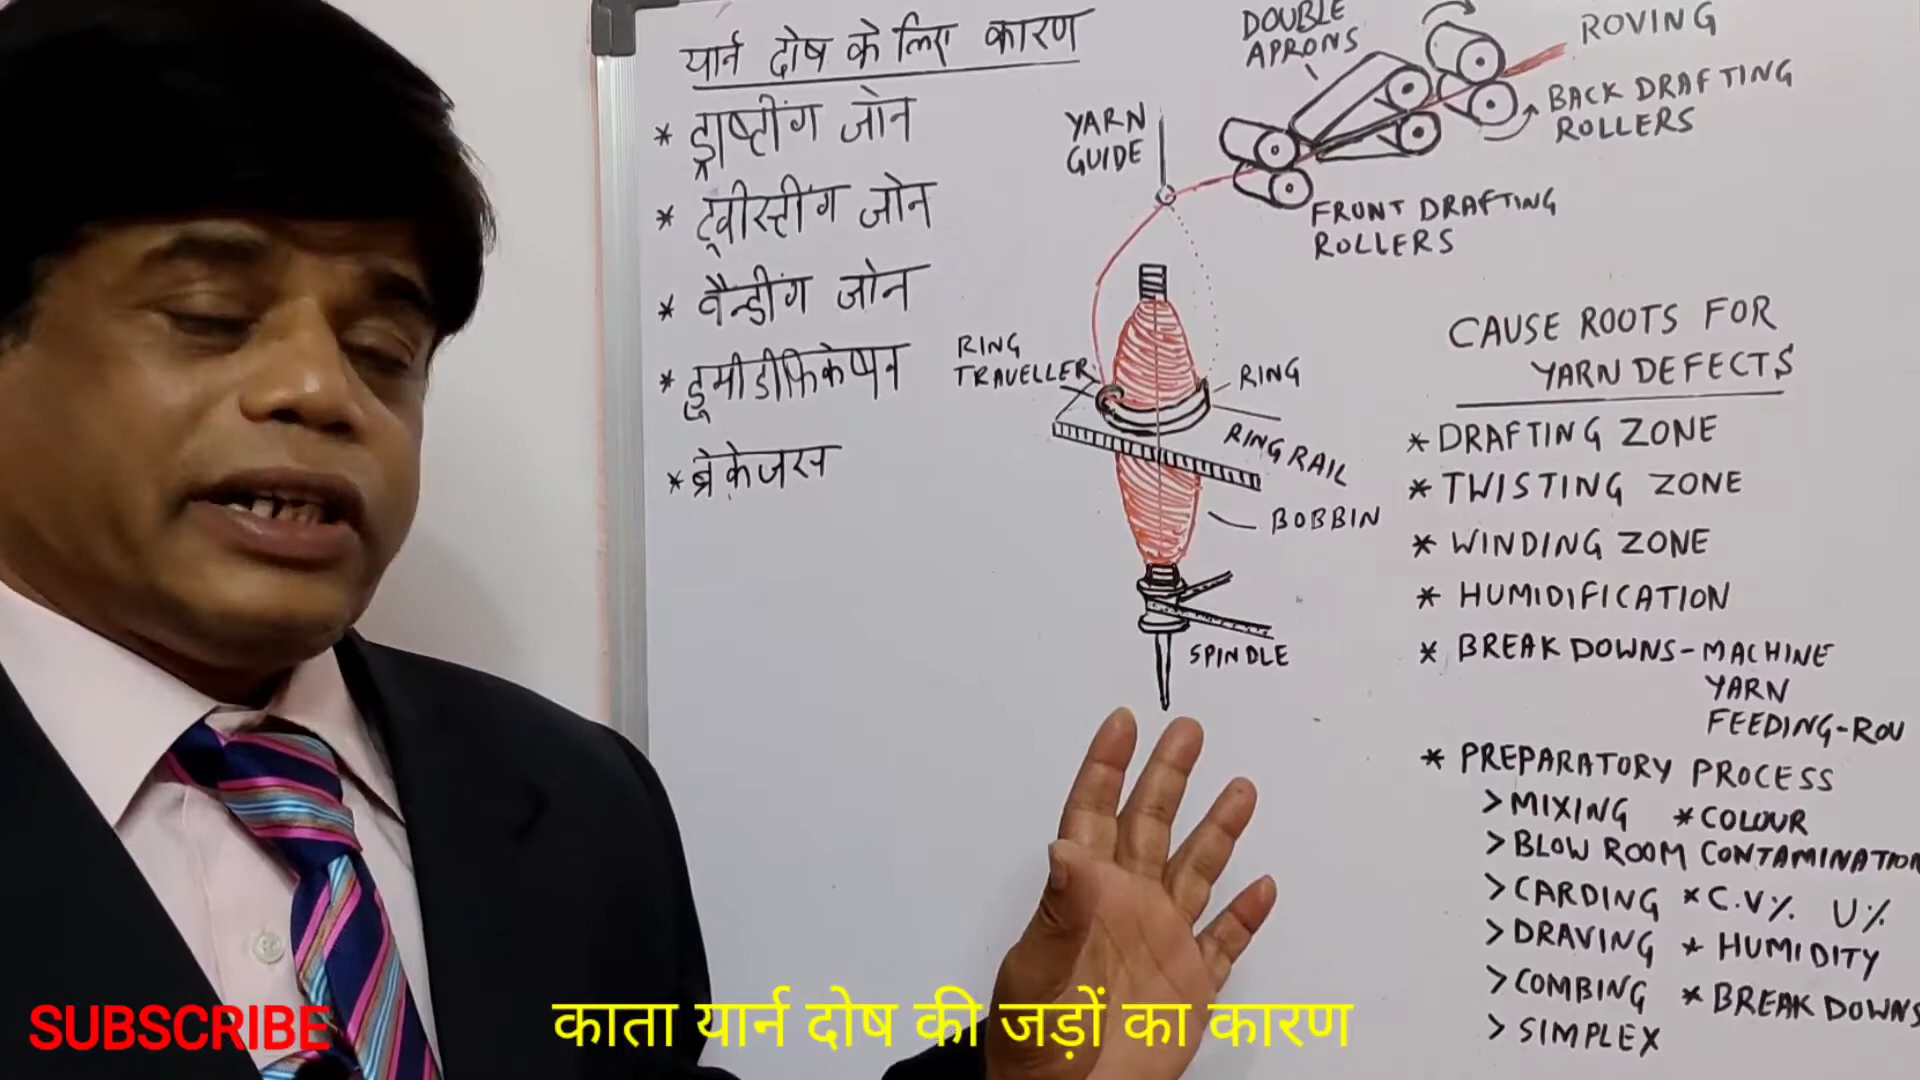 यार्न दोष के लिए कारण
* ड्राफ्टींग जोन
* ट्वीस्टींग जोन
* वैन्डींग जोन
* हूमीडीफिकेषन
* ब्रेकेजस
DOUBLE
APRONS
ROVING
BACK DRAFTING
ROLLERS
YARN
GUIDE
FRONT DRAFTING
ROLLERS
RING
TRAVELLER
RING
RING RAIL
BOBBIN
SPINDLE
CAUSE ROOTS FOR
YARN DEFECTS
* DRAFTING ZONE
* TWISTING ZONE
* WINDING ZONE
* HUMIDIFICATION
* BREAK DOWNS - MACHINE
YARN
FEEDING-ROV
* PREPARATORY PROCESS
> MIXING * COLOUR
> BLOW ROOM CONTAMINATION
> CARDING * C.V% U%
> DRAVING * HUMIDITY
> COMBING * BREAK DOWNS
> SIMPLEX
SUBSCRIBE
काता यार्न दोष की जड़ों का कारण